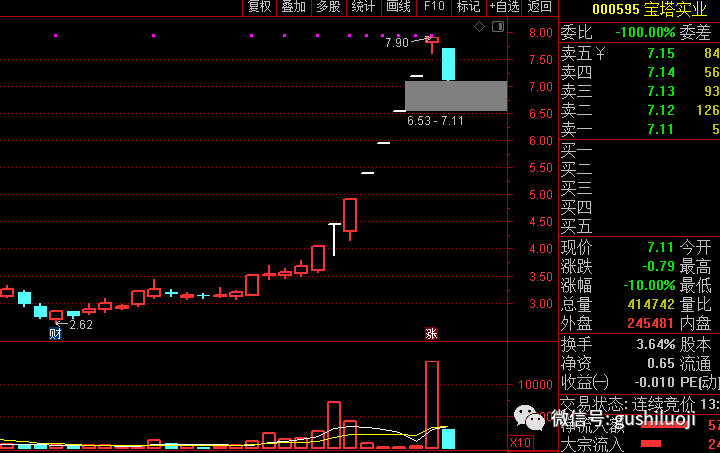 复权 叠加 多股 统计 画线 F10 标记 +自选 返回
000595 宝塔实业
委比 -100.00% 委差
卖五 ¥ 7.15 84
卖四 7.14 56
卖三 7.13 93
卖二 7.12 126
卖一 7.11 5
买一
买二
买三
买四
买五
现价 7.11 今开
涨跌 -0.79 最高
涨幅 -10.00% 最低
总量 414742 量比
外盘 245481 内盘
换手 3.64% 股本
净资 0.65 流通
收益(一) -0.010 PE(动)
交易状态: 连续竞价 13:
净流入额 57
大宗流入 24
7.90
6.53 - 7.11
2.62
财
涨
8.00
7.50
7.00
6.50
6.00
5.50
5.00
4.50
4.00
3.50
3.00
10000
X10
微信号: gushiluoji